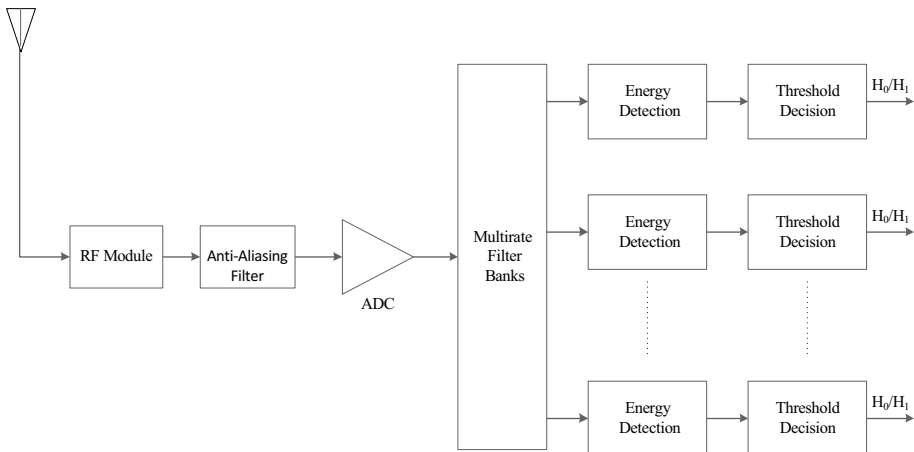 RF Module
Anti-Aliasing
Filter
ADC
Multirate
Filter
Banks
Energy
Detection
Threshold
Decision
H₀/H₁
Energy
Detection
Threshold
Decision
H₀/H₁
Energy
Detection
Threshold
Decision
H₀/H₁